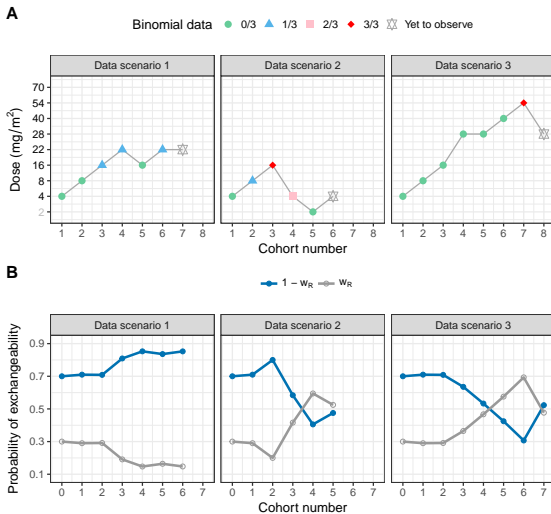 A
Binomial data 0/3 1/3 2/3 3/3 Yet to observe
Data scenario 1 Data scenario 2 Data scenario 3
Dose (mg/m²)
70
54
40
28
22
16
8
4
2
1 2 3 4 5 6 7 8 1 2 3 4 5 6 7 8 1 2 3 4 5 6 7 8
Cohort number
B
1 − wR wR
Data scenario 1 Data scenario 2 Data scenario 3
Probability of exchangeability
0.9
0.7
0.5
0.3
0.1
0 1 2 3 4 5 6 7 0 1 2 3 4 5 6 7 0 1 2 3 4 5 6 7
Cohort number